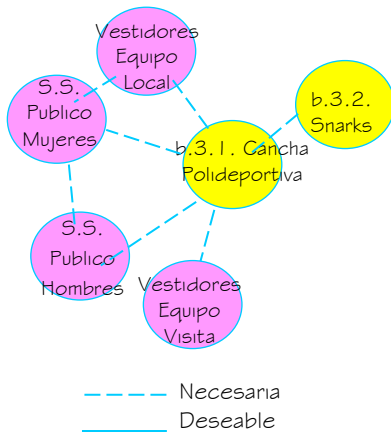 Vestidores
Equipo
Local
S.S.
Publico
Mujeres
b.3.2.
Snarks
b.3.1. Cancha
Polideportiva
S.S.
Publico
Hombres
Vestidores
Equipo
Visita
Necesaria
Deseable